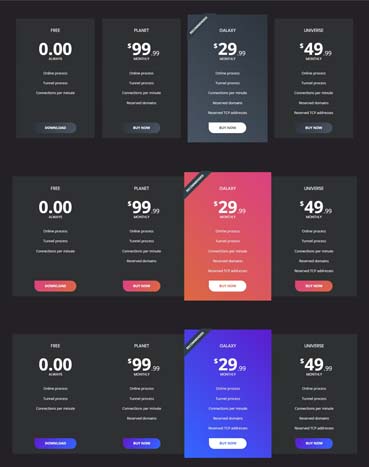 FREE
0.00
ALWAYS
Online process
Tunnel process
Connections per minute
DOWNLOAD
PLANET
$99.99
MONTHLY
Online process
Tunnel process
Connections per minute
Reserved domains
BUY NOW
RECOMMENDED
GALAXY
$29.99
MONTHLY
Online process
Tunnel process
Connections per minute
Reserved domains
Reserved TCP addresses
BUY NOW
UNIVERSE
$49.99
MONTHLY
Online process
Tunnel process
Connections per minute
Reserved domains
Reserved TCP addresses
BUY NOW
FREE
0.00
ALWAYS
Online process
Tunnel process
Connections per minute
DOWNLOAD
PLANET
$99.99
MONTHLY
Online process
Tunnel process
Connections per minute
Reserved domains
BUY NOW
RECOMMENDED
GALAXY
$29.99
MONTHLY
Online process
Tunnel process
Connections per minute
Reserved domains
Reserved TCP addresses
BUY NOW
UNIVERSE
$49.99
MONTHLY
Online process
Tunnel process
Connections per minute
Reserved domains
Reserved TCP addresses
BUY NOW
FREE
0.00
ALWAYS
Online process
Tunnel process
Connections per minute
DOWNLOAD
PLANET
$99.99
MONTHLY
Online process
Tunnel process
Connections per minute
Reserved domains
BUY NOW
RECOMMENDED
GALAXY
$29.99
MONTHLY
Online process
Tunnel process
Connections per minute
Reserved domains
Reserved TCP addresses
BUY NOW
UNIVERSE
$49.99
MONTHLY
Online process
Tunnel process
Connections per minute
Reserved domains
Reserved TCP addresses
BUY NOW